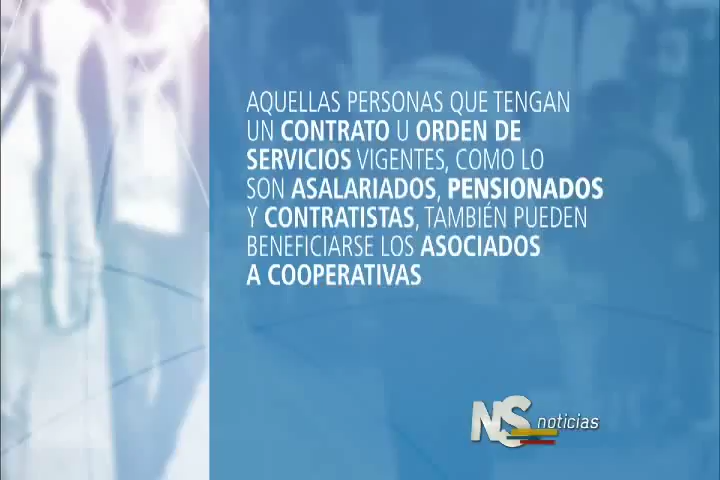 AQUELLAS PERSONAS QUE TENGAN
UN CONTRATO U ORDEN DE
SERVICIOS VIGENTES, COMO LO
SON ASALARIADOS, PENSIONADOS
Y CONTRATISTAS, TAMBIÉN PUEDEN
BENEFICIARSE LOS ASOCIADOS
A COOPERATIVAS
NS noticias